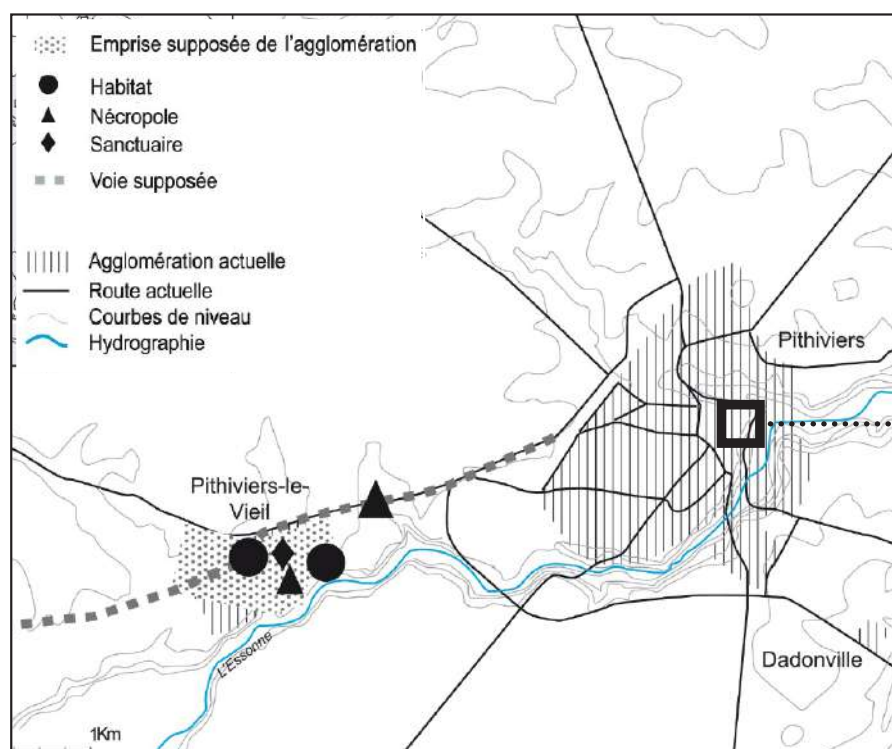 Emprise supposée de l'agglomération
Habitat
Nécropole
Sanctuaire
Voie supposée
Agglomération actuelle
Route actuelle
Courbes de niveau
Hydrographie
Pithiviers
Pithiviers-le-
Vieil
L'Essonne
Dadonville
1Km